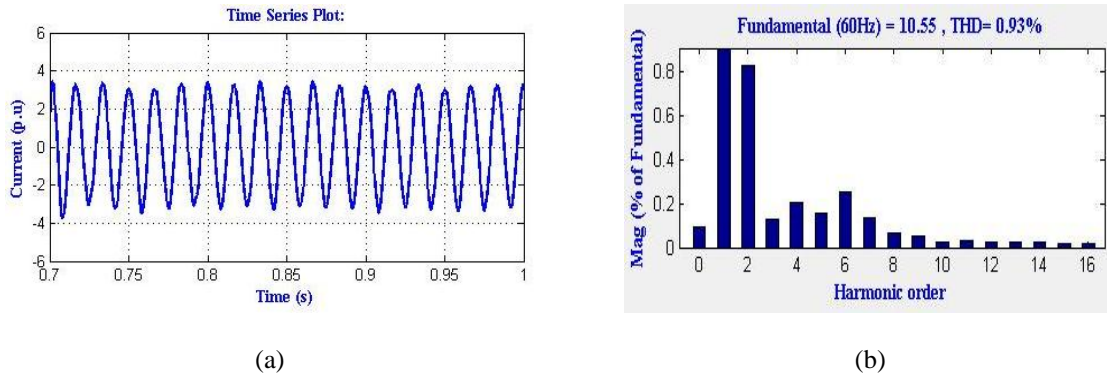 Time Series Plot:
Current (p.u)
6
4
2
0
-2
-4
-6
0.7 0.75 0.8 0.85 0.9 0.95 1
Time (s)
(a)
Fundamental (60Hz) = 10.55 , THD= 0.93%
Mag (% of Fundamental)
0.8
0.6
0.4
0.2
0
0 2 4 6 8 10 12 14 16
Harmonic order
(b)